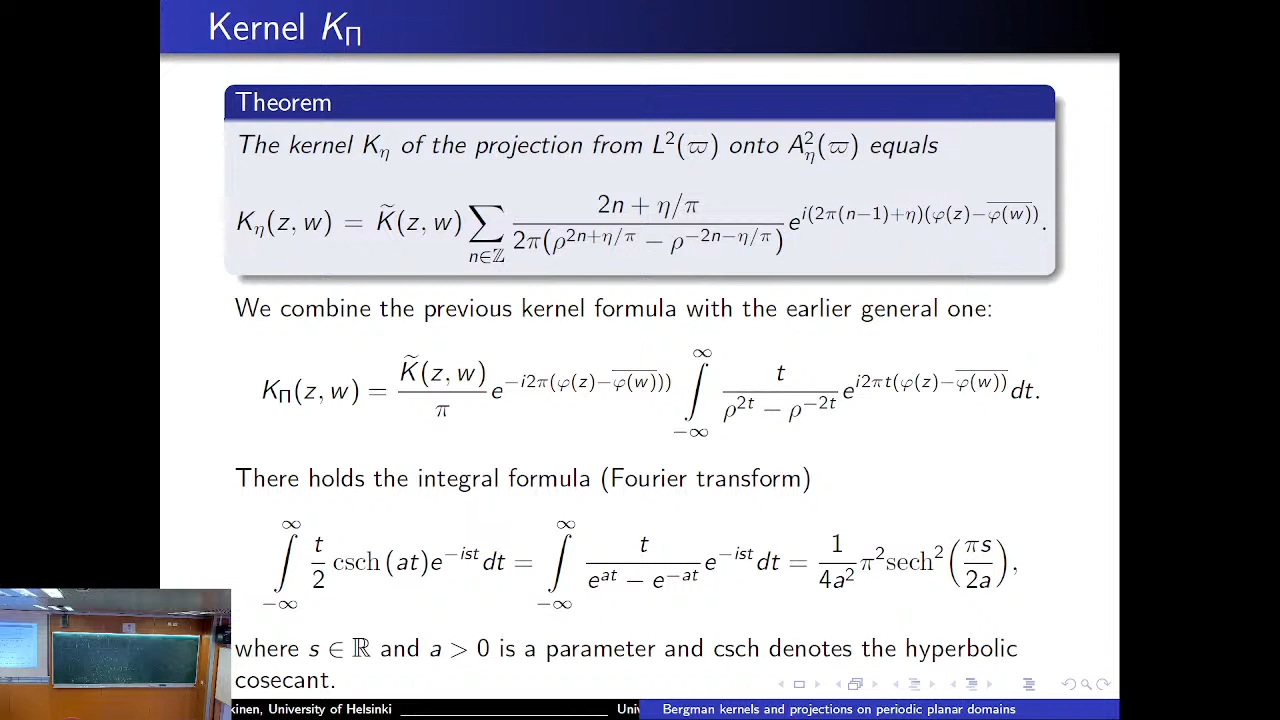 Kernel K_Π
Theorem
The kernel K_η of the projection from L²(ϖ) onto A²_η(ϖ) equals
K_η(z, w) = K̃(z, w) ∑_{n∈ℤ} (2n + η/π) / (2π(ρ^{2n+η/π} − ρ^{−2n−η/π})) e^{i(2π(n−1)+η)(φ(z)−\overline{φ(w)})}.
We combine the previous kernel formula with the earlier general one:
K_Π(z, w) = (K̃(z, w) / π) e^{−i2π(φ(z)−\overline{φ(w)}))} ∫_{−∞}^{∞} t / (ρ^{2t} − ρ^{−2t}) e^{i2πt(φ(z)−\overline{φ(w)})} dt.
There holds the integral formula (Fourier transform)
∫_{−∞}^{∞} (t/2) csch (at)e^{−ist} dt = ∫_{−∞}^{∞} t / (e^{at} − e^{−at}) e^{−ist} dt = (1 / 4a²) π² sech² (πs / 2a),
where s ∈ ℝ and a > 0 is a parameter and csch denotes the hyperbolic
cosecant.
kinen, University of Helsinki Bergman kernels and projections on periodic planar domains